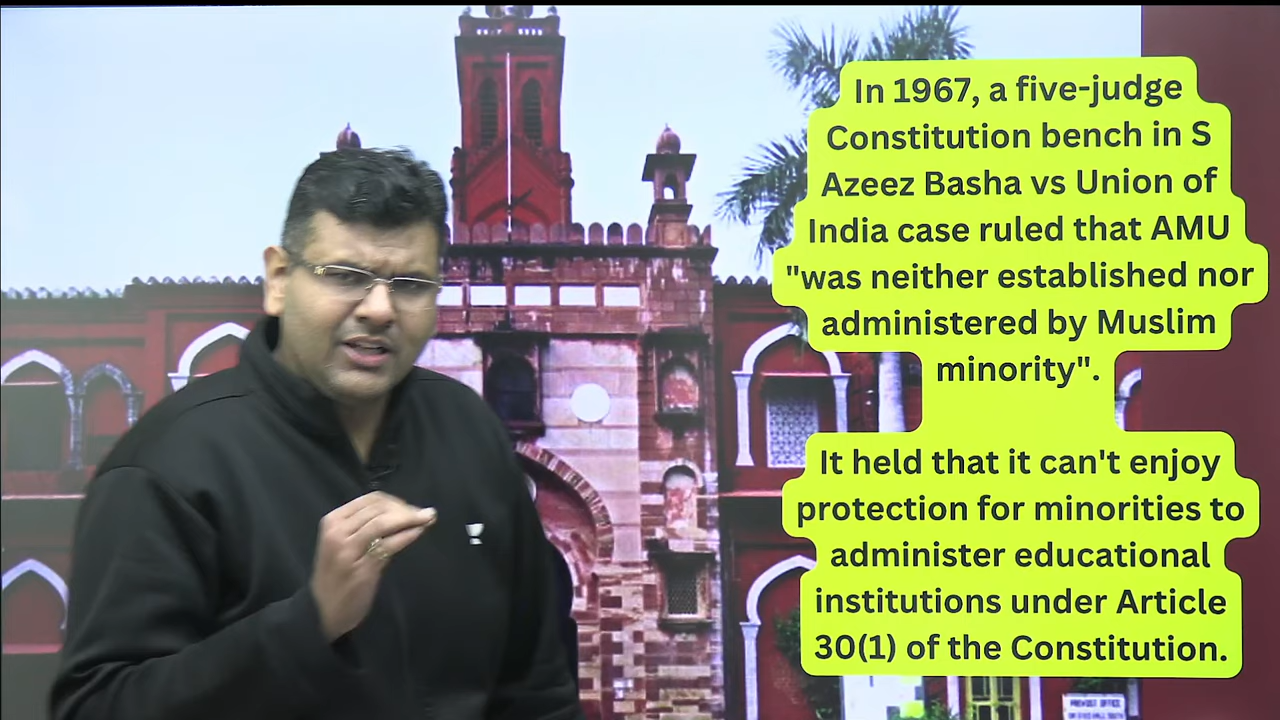 In 1967, a five-judge
Constitution bench in S
Azeez Basha vs Union of
India case ruled that AMU
"was neither established nor
administered by Muslim
minority".
It held that it can't enjoy
protection for minorities to
administer educational
institutions under Article
30(1) of the Constitution.
PROVOST OFFICE